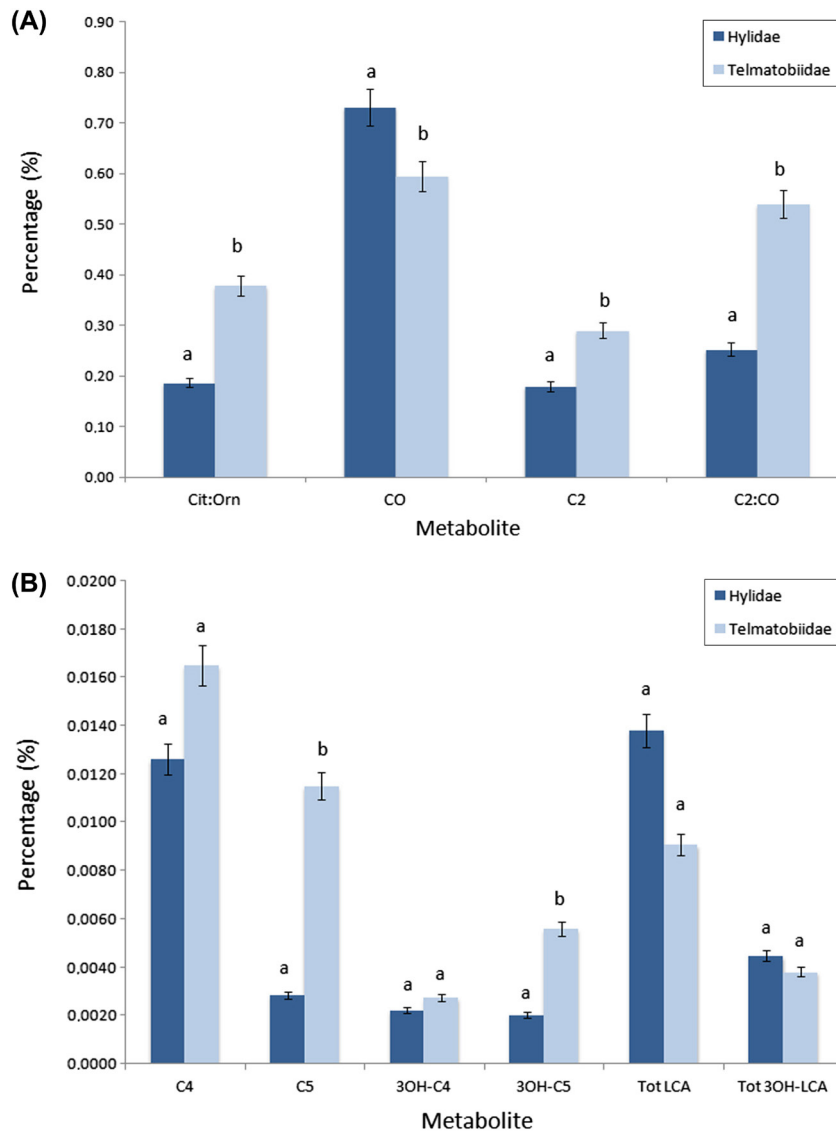 (A)
0.90
0.80
0.70
0.60
0.50
0.40
0.30
0.20
0.10
0.00
Percentage (%)
Hylidae
Telmatobiidae
a
b
a
b
a
b
a
b
Cit:Orn
CO
C2
C2:CO
Metabolite
(B)
0.0200
0.0180
0.0160
0.0140
0.0120
0.0100
0.0080
0.0060
0.0040
0.0020
0.0000
Percentage (%)
Hylidae
Telmatobiidae
a
a
a
b
a
a
a
b
a
a
a
a
C4
C5
3OH-C4
3OH-C5
Tot LCA
Tot 3OH-LCA
Metabolite